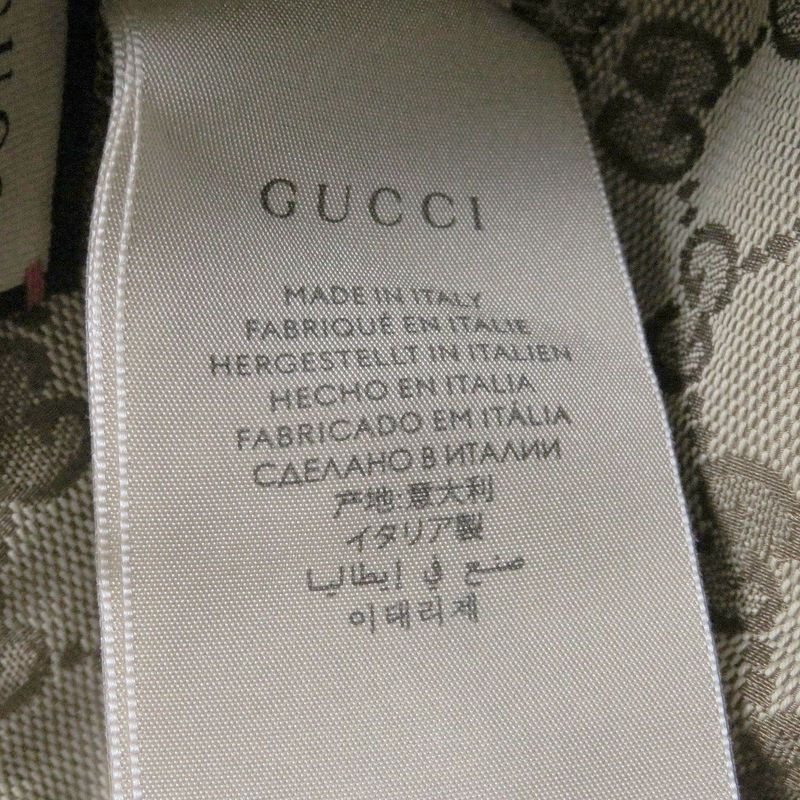 GUCCI
MADE IN ITALY
FABRIQUÉ EN ITALIE
HERGESTELLT IN ITALIEN
HECHO EN ITALIA
FABRICADO EM ITÁLIA
СДЕЛАНО В ИТАЛИИ
产地·意大利
イタリア製
صنع في إيطاليا
이태리제